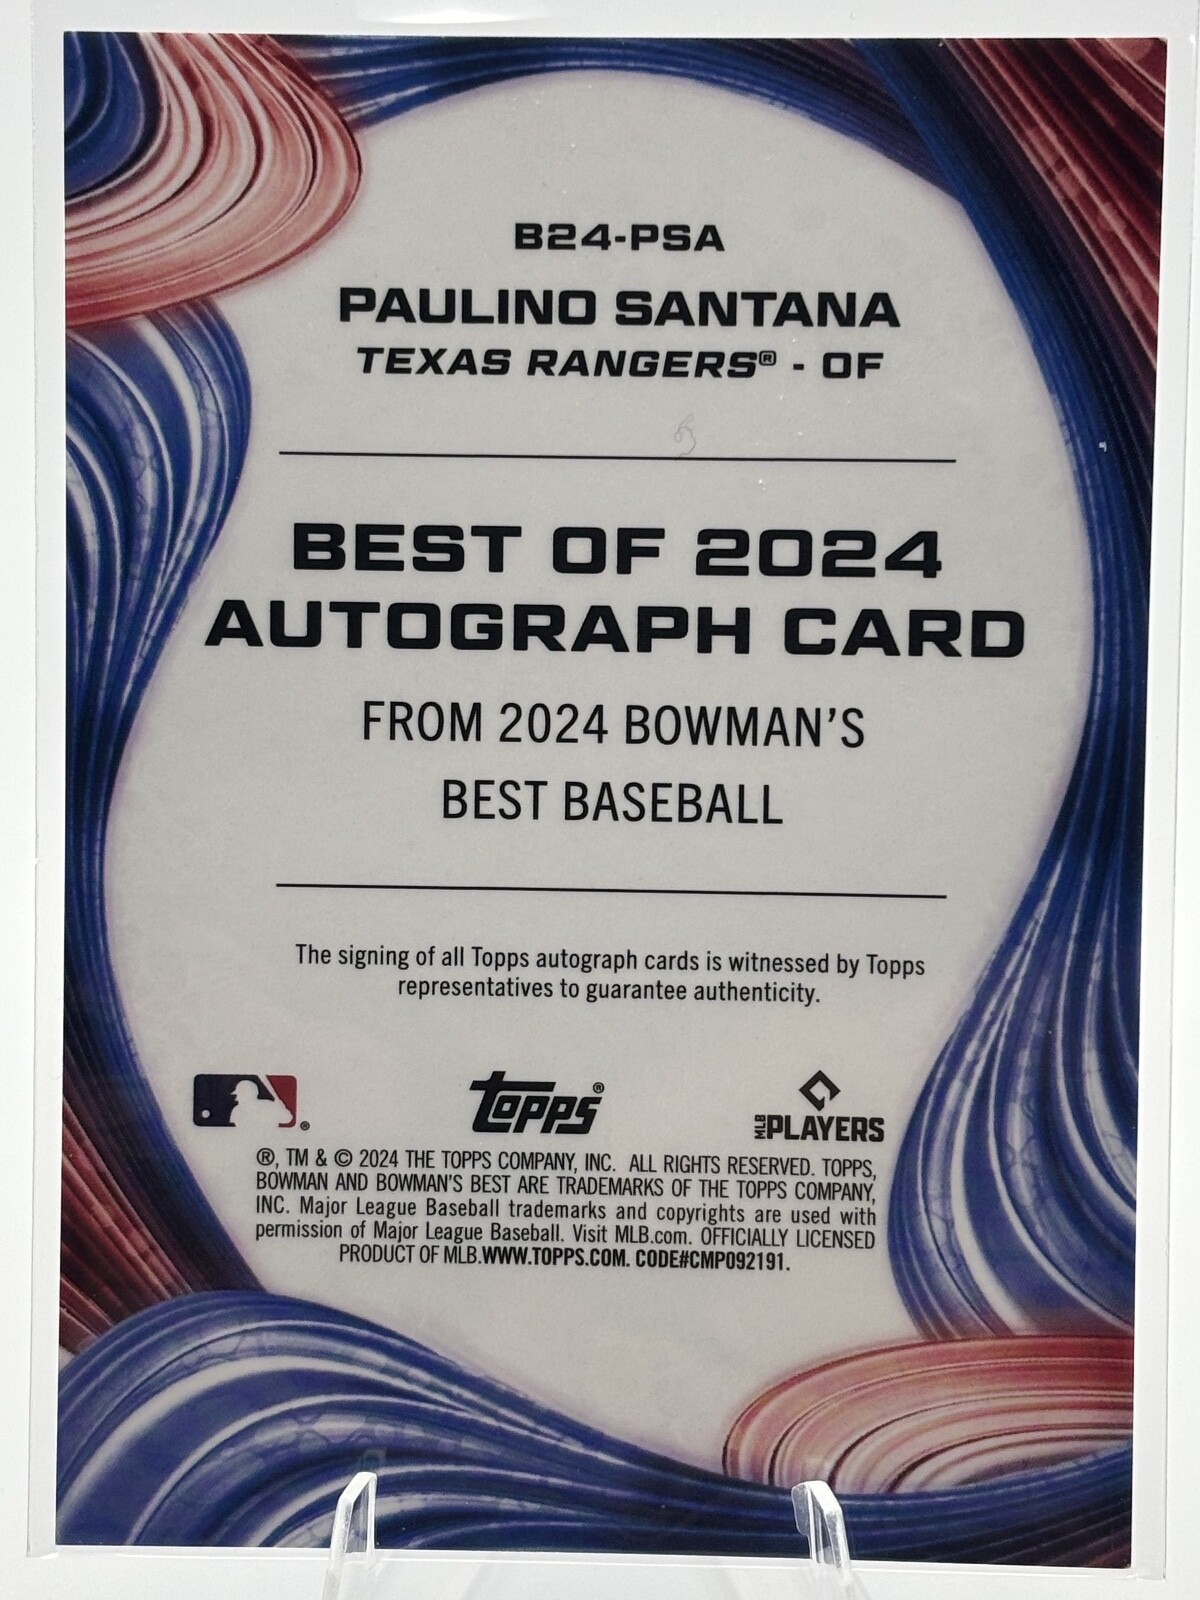 B24-PSA
PAULINO SANTANA
TEXAS RANGERS® - OF
BEST OF 2024
AUTOGRAPH CARD
FROM 2024 BOWMAN'S
BEST BASEBALL
The signing of all Topps autograph cards is witnessed by Topps
representatives to guarantee authenticity.
®
topps®
MLB PLAYERS
®, TM & © 2024 THE TOPPS COMPANY, INC. ALL RIGHTS RESERVED. TOPPS,
BOWMAN AND BOWMAN'S BEST ARE TRADEMARKS OF THE TOPPS COMPANY,
INC. Major League Baseball trademarks and copyrights are used with
permission of Major League Baseball. Visit MLB.com. OFFICIALLY LICENSED
PRODUCT OF MLB.WWW.TOPPS.COM. CODE#CMP092191.